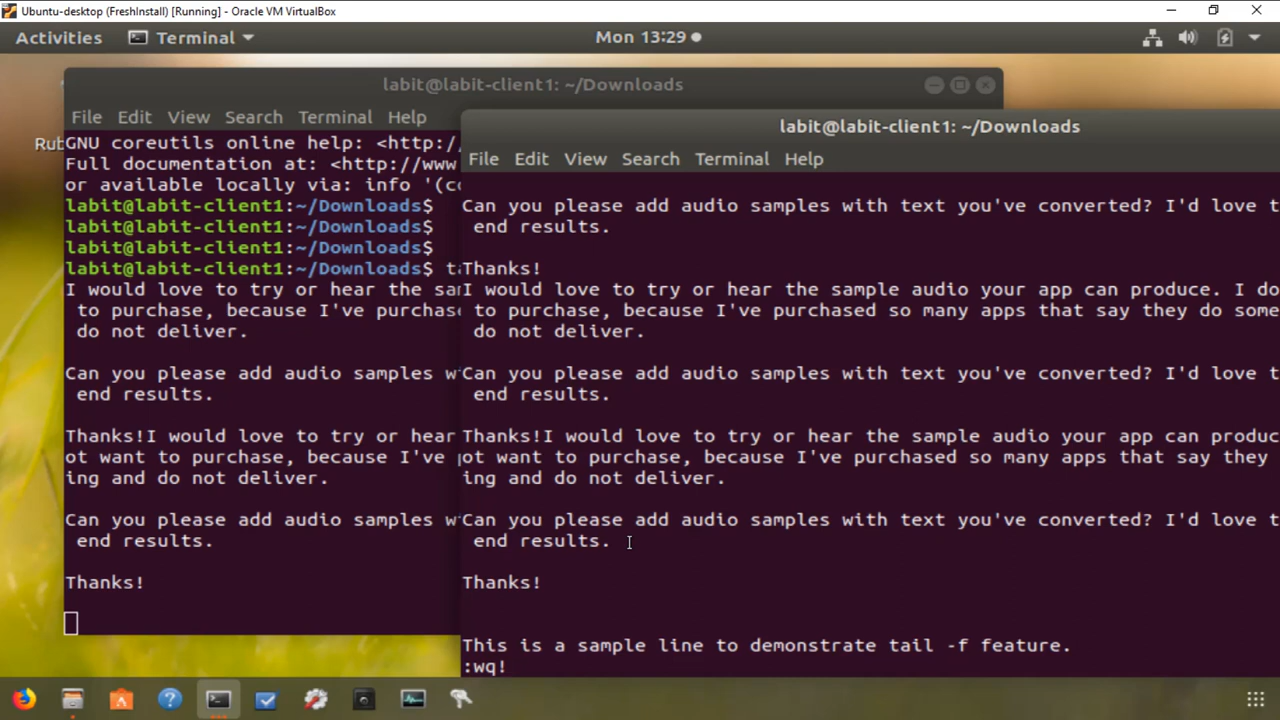 Ubuntu-desktop (FreshInstall) [Running] - Oracle VM VirtualBox
Activities
Terminal
Mon 13:29
labit@labit-client1: ~/Downloads
File Edit View Search Terminal Help
Rub
GNU coreutils online help: <http:/
Full documentation at: <http://www
or available locally via: info '(co
labit@labit-client1:~/Downloads$
labit@labit-client1:~/Downloads$
labit@labit-client1:~/Downloads$
labit@labit-client1:~/Downloads$ ta
I would love to try or hear the sam
to purchase, because I've purchase
do not deliver.
Can you please add audio samples w
end results.
Thanks!I would love to try or hear
ot want to purchase, because I've p
ing and do not deliver.
Can you please add audio samples w
end results.
Thanks!
labit@labit-client1: ~/Downloads
File Edit View Search Terminal Help
Can you please add audio samples with text you've converted? I'd love t
end results.
Thanks!
I would love to try or hear the sample audio your app can produce. I do
to purchase, because I've purchased so many apps that say they do some
do not deliver.
Can you please add audio samples with text you've converted? I'd love t
end results.
Thanks!I would love to try or hear the sample audio your app can produc
ot want to purchase, because I've purchased so many apps that say they
ing and do not deliver.
Can you please add audio samples with text you've converted? I'd love t
end results.
Thanks!
This is a sample line to demonstrate tail -f feature.
:wq!